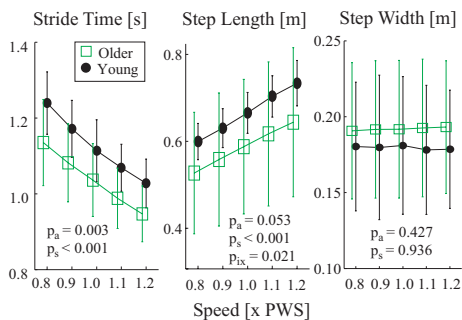 Stride Time [s]
Step Length [m]
Step Width [m]
1.4
1.2
1.0
0.8
Older
Young
pa = 0.003
ps < 0.001
0.8 0.9 1.0 1.1 1.2
0.8
0.6
0.4
pa = 0.053
ps < 0.001
pix = 0.021
0.8 0.9 1.0 1.1 1.2
0.25
0.20
0.15
0.10
pa = 0.427
ps = 0.936
0.8 0.9 1.0 1.1 1.2
Speed [x PWS]